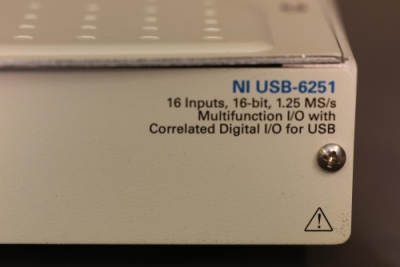 NI USB-6251
16 Inputs, 16-bit, 1.25 MS/s
Multifunction I/O with
Correlated Digital I/O for USB